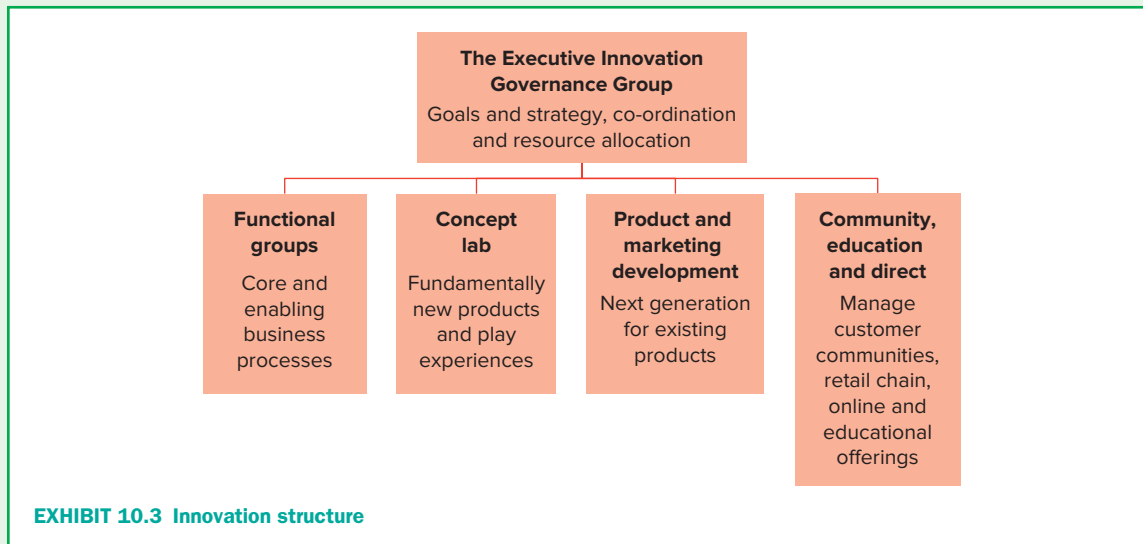 The Executive Innovation
Governance Group
Goals and strategy, co-ordination
and resource allocation
Functional
groups
Core and
enabling
business
processes
Concept
lab
Fundamentally
new products
and play
experiences
Product and
marketing
development
Next generation
for existing
products
Community,
education
and direct
Manage
customer
communities,
retail chain,
online and
educational
offerings
EXHIBIT 10.3 Innovation structure